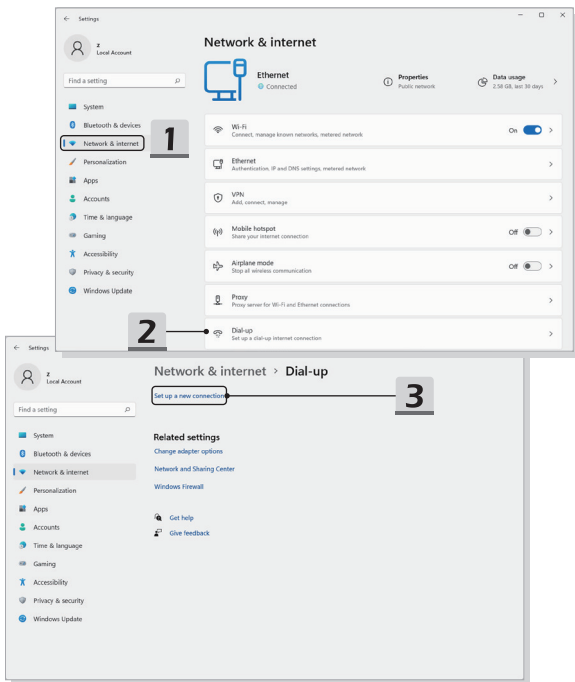 Settings
z
Local Account
Find a setting
System
Bluetooth & devices
Network & internet
Personalization
Apps
Accounts
Time & language
Gaming
Accessibility
Privacy & security
Windows Update
1
Network & internet
Ethernet
Connected
Properties
Public network
Data usage
2.58 GB, last 30 days
Wi-Fi
Connect, manage known networks, metered network
On
Ethernet
Authentication, IP and DNS settings, metered network
VPN
Add, connect, manage
Mobile hotspot
Share your internet connection
Off
Airplane mode
Stop all wireless communication
Off
Proxy
Proxy server for Wi-Fi and Ethernet connections
2
Dial-up
Set up a dial-up internet connection
Settings
z
Local Account
Find a setting
System
Bluetooth & devices
Network & internet
Personalization
Apps
Accounts
Time & language
Gaming
Accessibility
Privacy & security
Windows Update
Network & internet > Dial-up
Set up a new connection
3
Related settings
Change adapter options
Network and Sharing Center
Windows Firewall
Get help
Give feedback